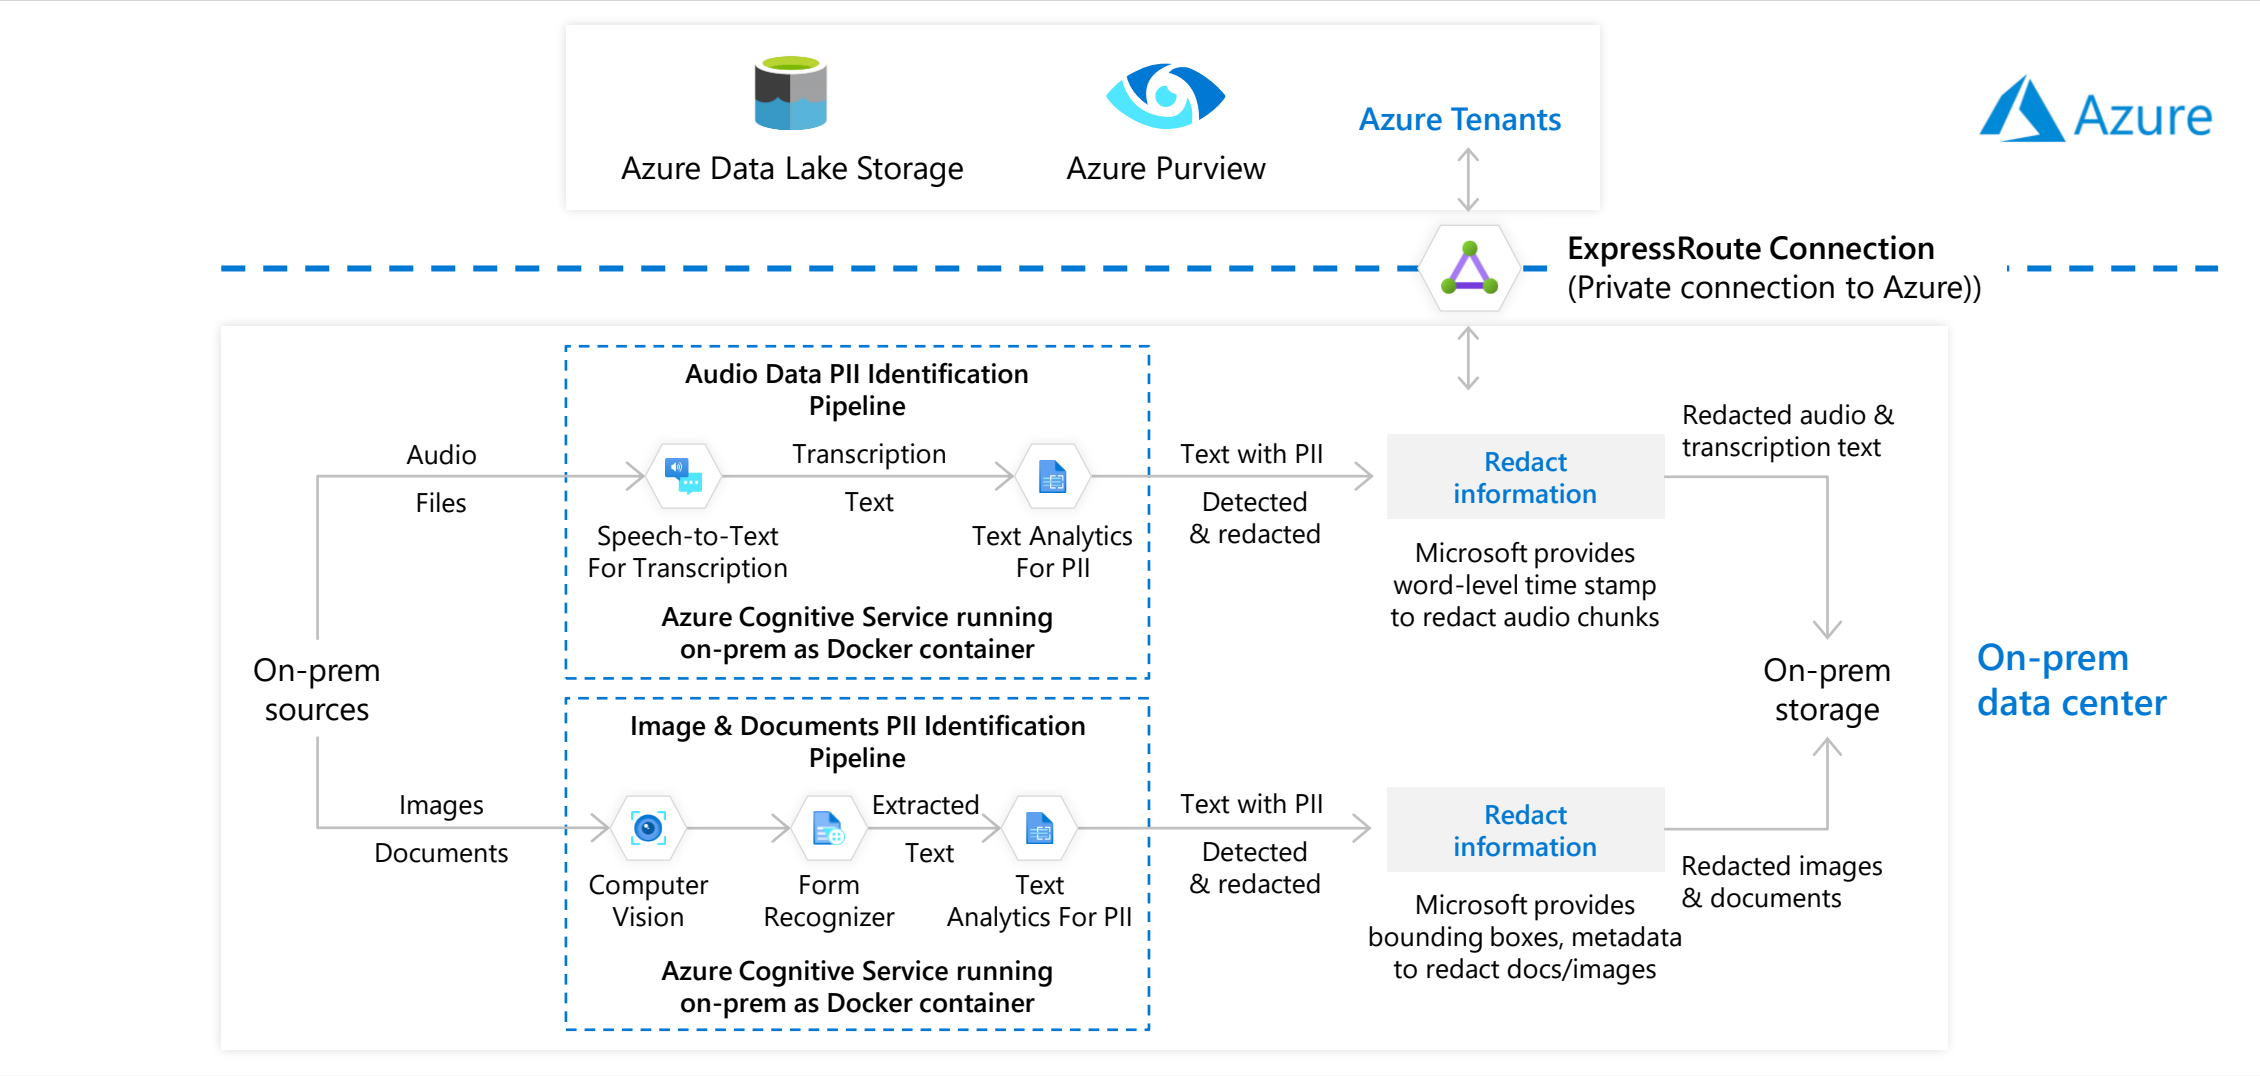 Azure Data Lake Storage
Azure Purview
Azure Tenants
Azure
ExpressRoute Connection
(Private connection to Azure))
Audio Data PII Identification
Pipeline
Audio
Files
Transcription
Text
Speech-to-Text
For Transcription
Text Analytics
For PII
Azure Cognitive Service running
on-prem as Docker container
Text with PII
Detected
& redacted
Redact
information
Microsoft provides
word-level time stamp
to redact audio chunks
Redacted audio &
transcription text
On-prem
sources
On-prem
storage
On-prem
data center
Image & Documents PII Identification
Pipeline
Images
Documents
Extracted
Text
Computer
Vision
Form
Recognizer
Text
Analytics For PII
Azure Cognitive Service running
on-prem as Docker container
Text with PII
Detected
& redacted
Redact
information
Microsoft provides
bounding boxes, metadata
to redact docs/images
Redacted images
& documents